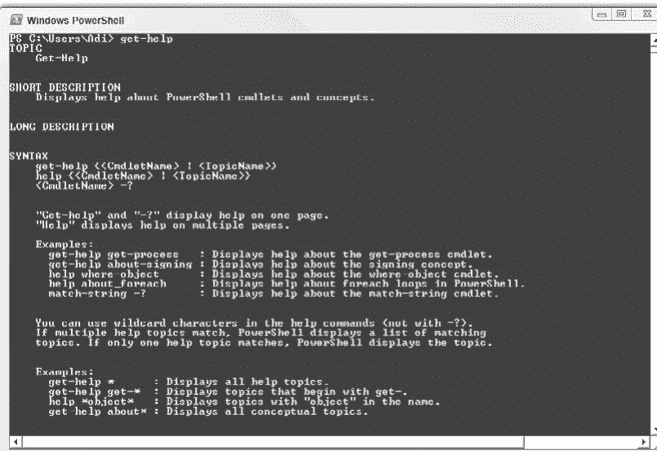 Windows PowerShell
PS C:\Users\Adi> get-help
TOPIC
Get-Help
SHORT DESCRIPTION
Displays help about PowerShell cmdlets and concepts.
LONG DESCRIPTION
SYNTAX
get-help {<CmdletName> | <TopicName>}
help {<CmdletName> | <TopicName>}
<CmdletName> -?
"Get-help" and "-?" display help on one page.
"Help" displays help on multiple pages.
Examples:
get-help get-process : Displays help about the get-process cmdlet.
get-help about-signing : Displays help about the signing concept.
help where-object : Displays help about the where-object cmdlet.
help about_foreach : Displays help about foreach loops in PowerShell.
match-string -? : Displays help about the match-string cmdlet.
You can use wildcard characters in the help commands (not with -?).
If multiple help topics match, PowerShell displays a list of matching
topics. If only one help topic matches, PowerShell displays the topic.
Examples:
get-help * : Displays all help topics.
get-help get-* : Displays topics that begin with get-.
help *object* : Displays topics with "object" in the name.
get-help about* : Displays all conceptual topics.